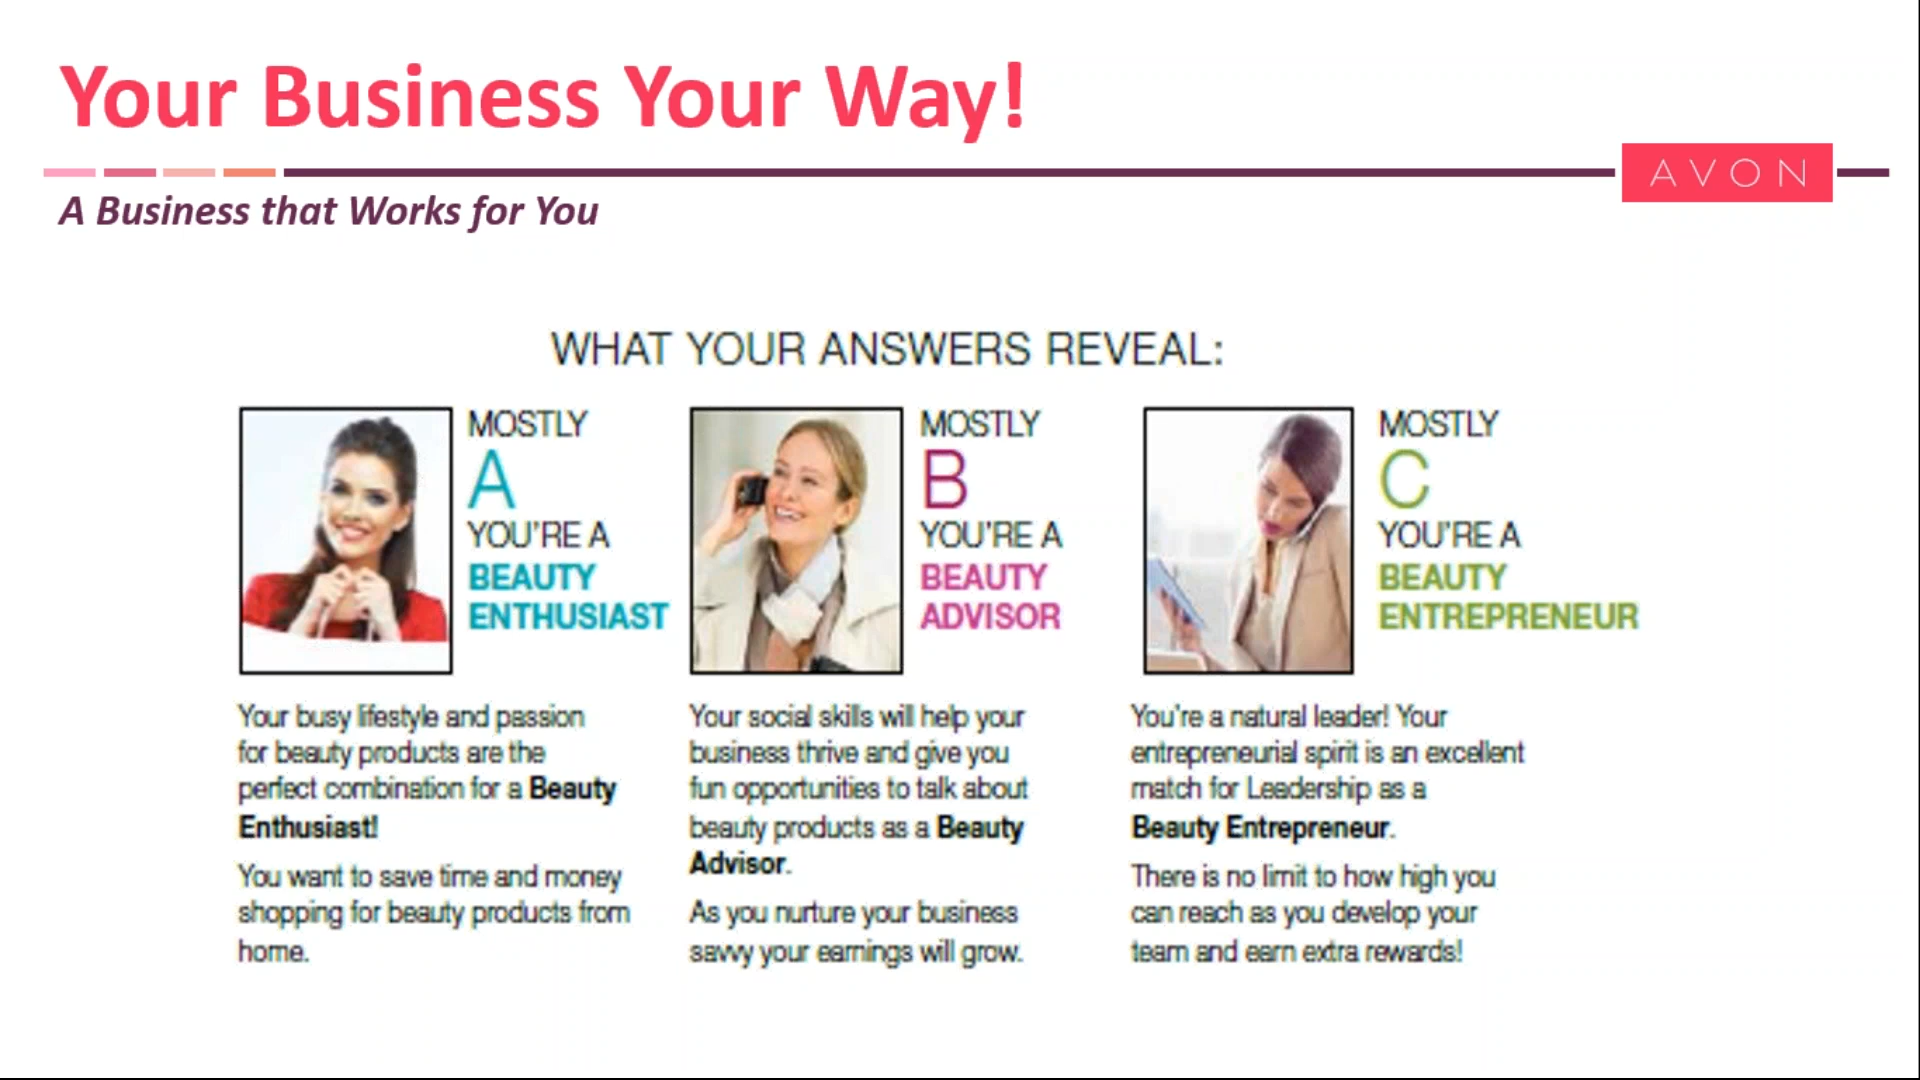 Your Business Your Way!
AVON
A Business that Works for You
WHAT YOUR ANSWERS REVEAL:
MOSTLY
A
YOU'RE A
BEAUTY
ENTHUSIAST
Your busy lifestyle and passion
for beauty products are the
perfect combination for a Beauty
Enthusiast!
You want to save time and money
shopping for beauty products from
home.
MOSTLY
B
YOU'RE A
BEAUTY
ADVISOR
Your social skills will help your
business thrive and give you
fun opportunities to talk about
beauty products as a Beauty
Advisor.
As you nurture your business
savvy your earnings will grow.
MOSTLY
C
YOU'RE A
BEAUTY
ENTREPRENEUR
You're a natural leader! Your
entrepreneurial spirit is an excellent
match for Leadership as a
Beauty Entrepreneur.
There is no limit to how high you
can reach as you develop your
team and earn extra rewards!